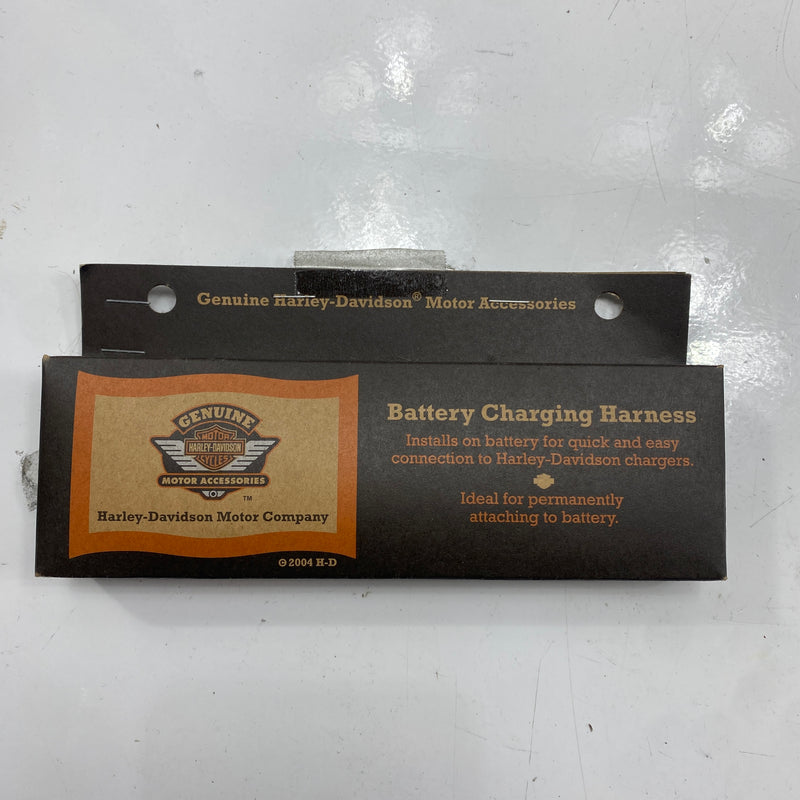 Genuine Harley-Davidson® Motor Accessories
GENUINE
MOTOR
HARLEY-DAVIDSON
CYCLES
MOTOR ACCESSORIES
TM
Harley-Davidson Motor Company
© 2004 H-D
Battery Charging Harness
Installs on battery for quick and easy
connection to Harley-Davidson chargers.
Ideal for permanently
attaching to battery.